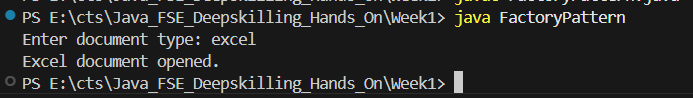 PS E:\cts\Java_FSE_Deepskilling_Hands_On\Week1> java FactoryPattern
Enter document type: excel
Excel document opened.
PS E:\cts\Java_FSE_Deepskilling_Hands_On\Week1>